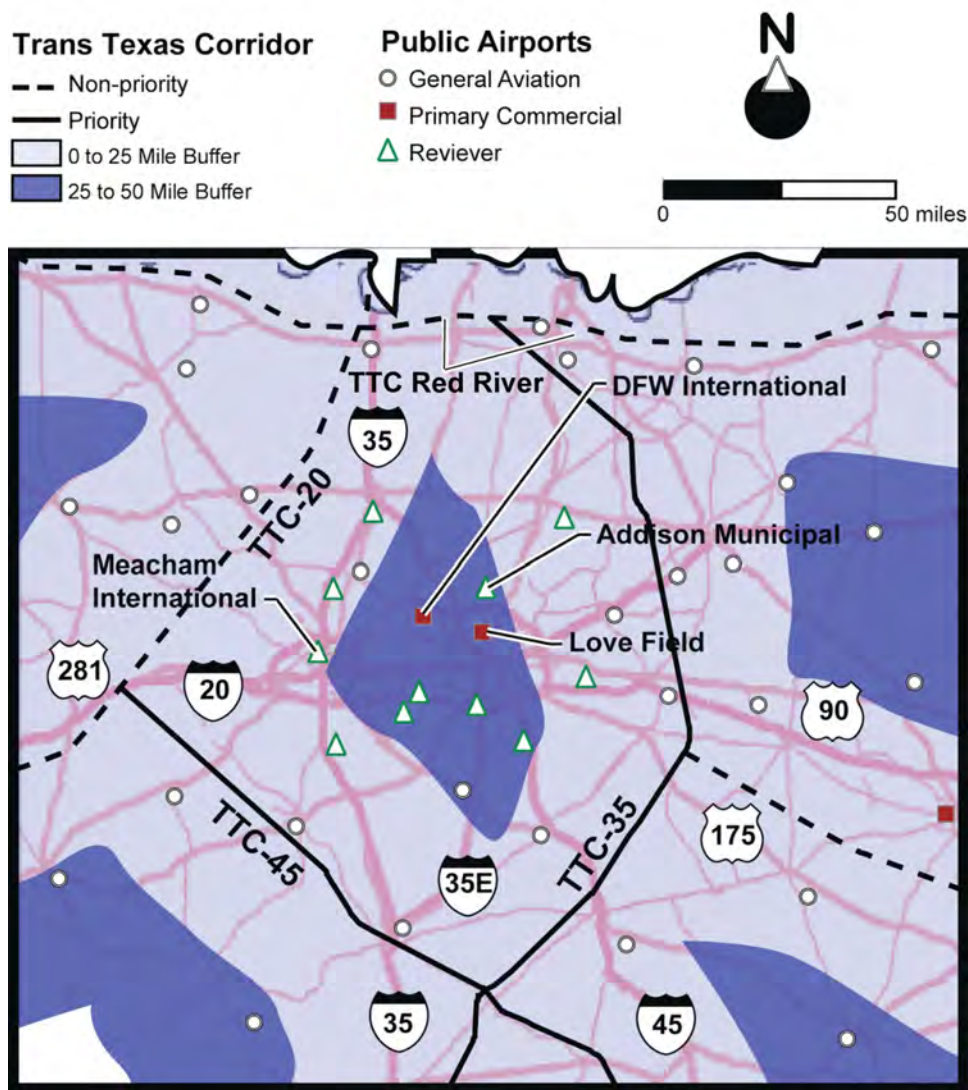 Trans Texas Corridor
Non-priority
Priority
0 to 25 Mile Buffer
25 to 50 Mile Buffer
Public Airports
General Aviation
Primary Commercial
Reviever
N
0
50 miles
TTC Red River
DFW International
35
TTC-20
Addison Municipal
Meacham
International
Love Field
281
20
90
TTC-45
TTC-35
175
35E
35
45